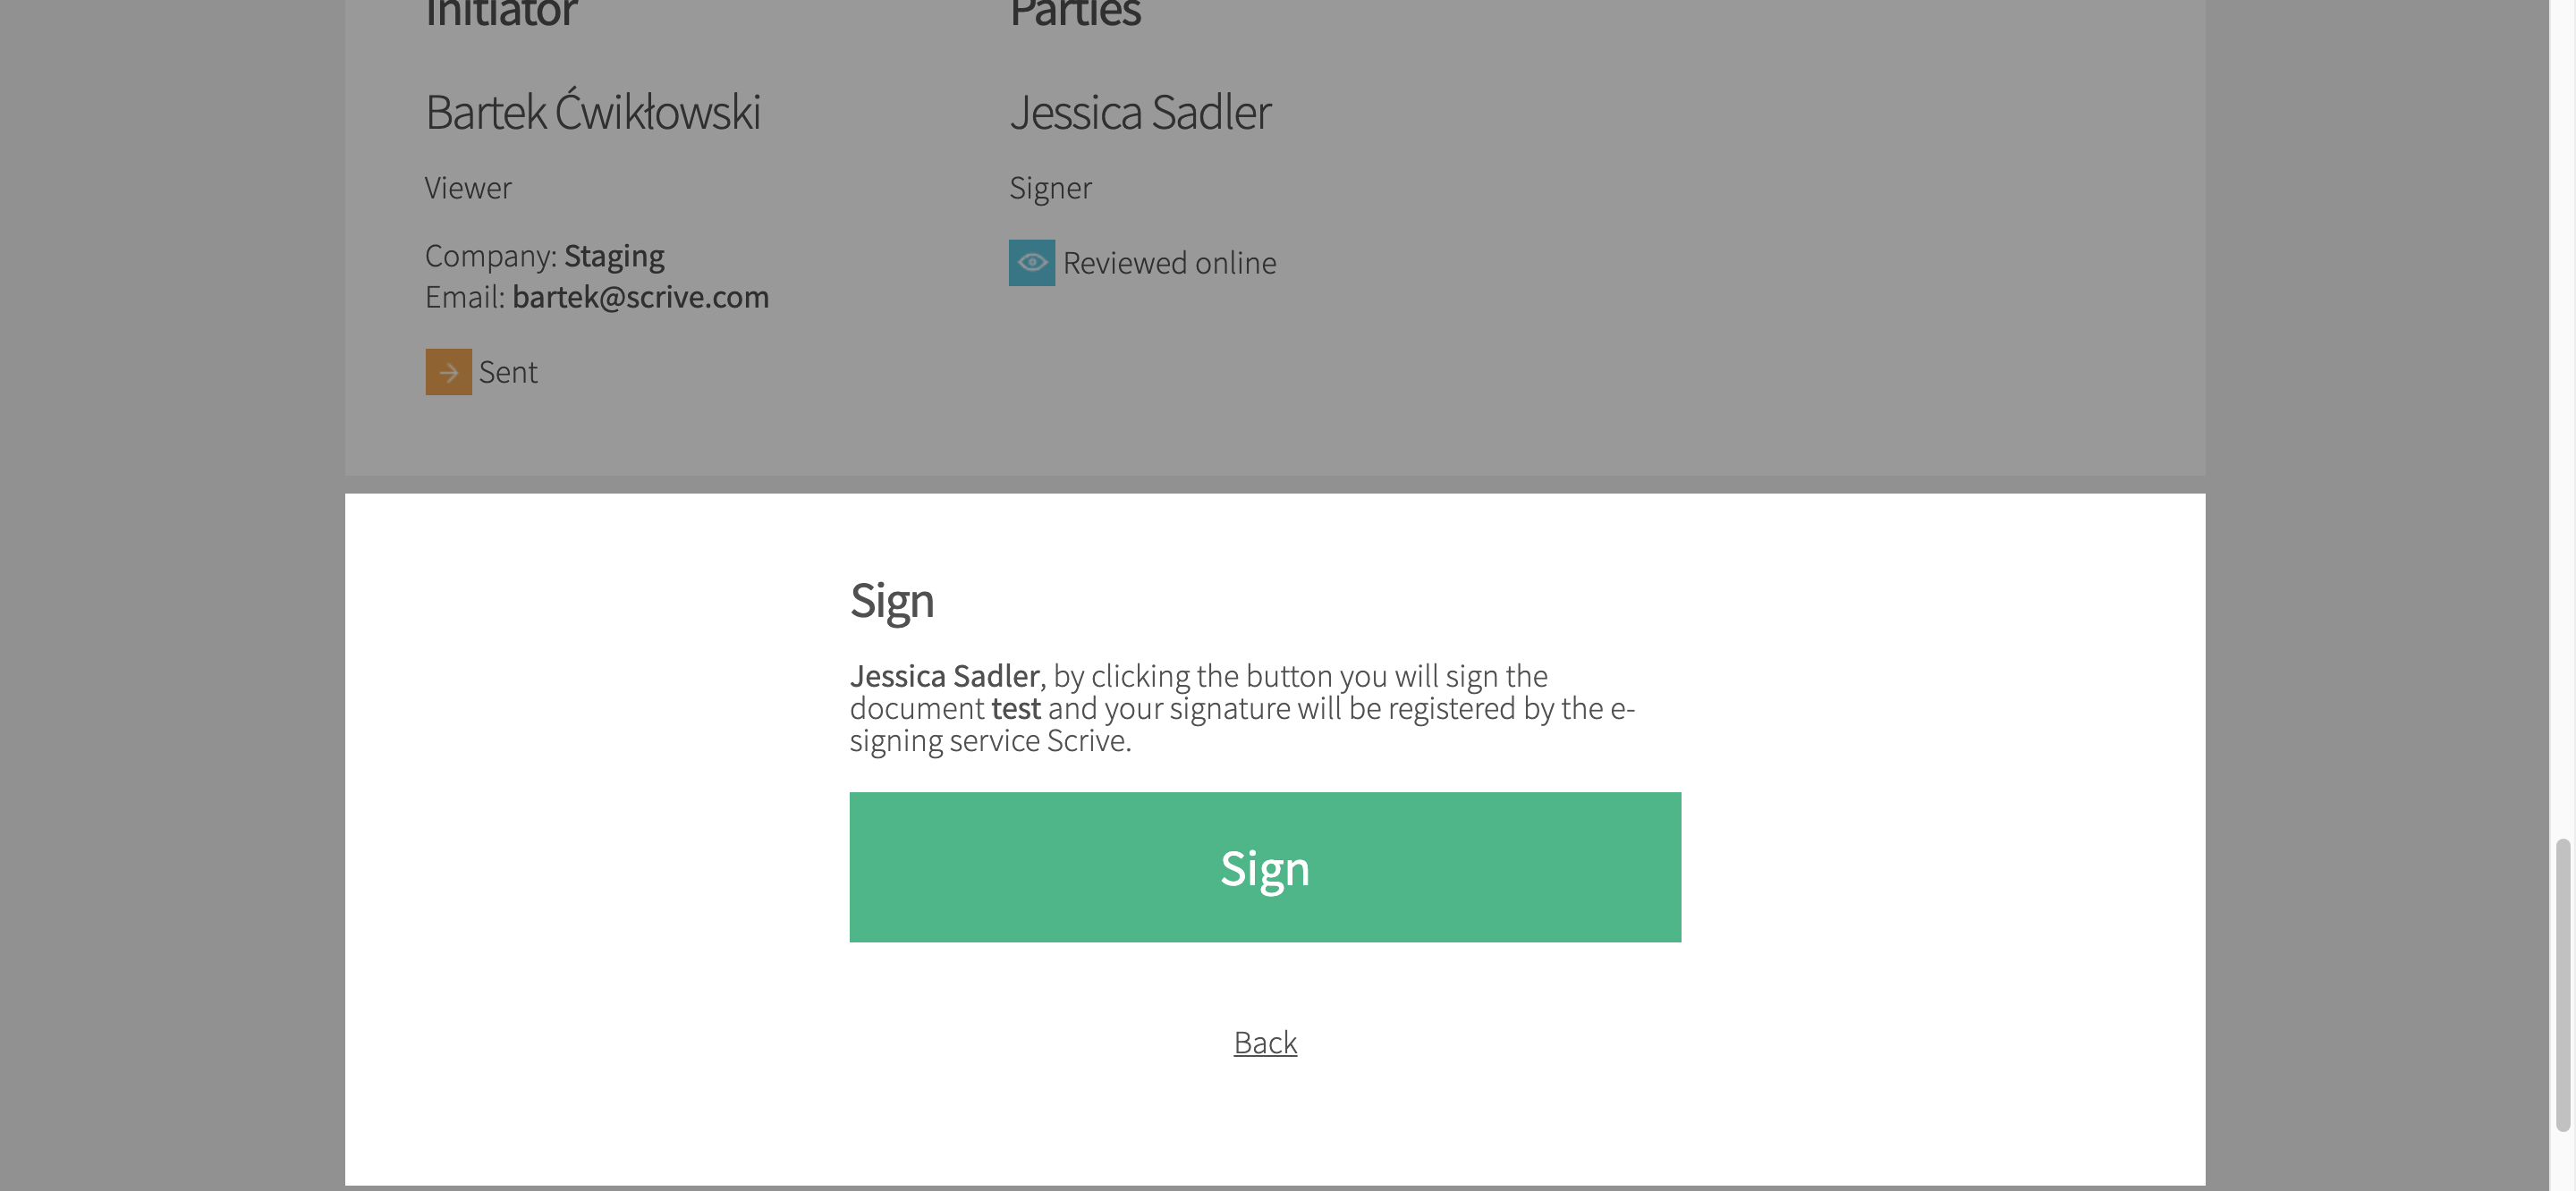 Initiator
Parties
Bartek Ćwikłowski
Jessica Sadler
Viewer
Signer
Company: Staging
Email: bartek@scrive.com
Reviewed online
Sent
Sign
Jessica Sadler, by clicking the button you will sign the
document test and your signature will be registered by the e-
signing service Scrive.
Sign
Back